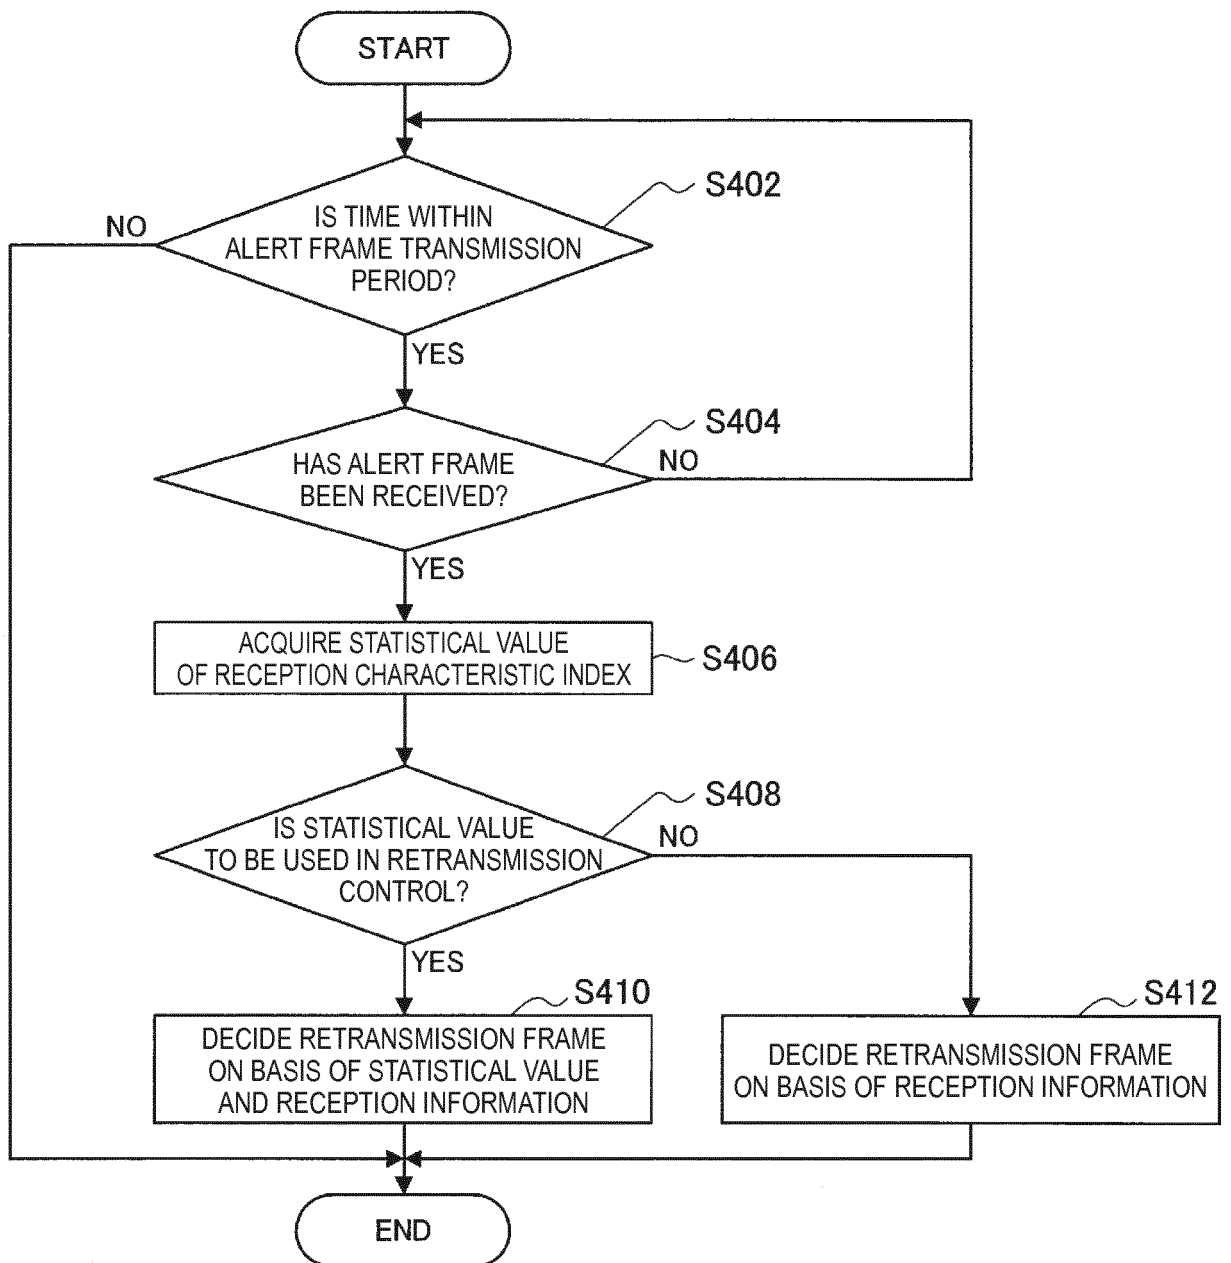 START
S402
NO
IS TIME WITHIN
ALERT FRAME TRANSMISSION
PERIOD?
YES
S404
HAS ALERT FRAME
BEEN RECEIVED?
NO
YES
ACQUIRE STATISTICAL VALUE
OF RECEPTION CHARACTERISTIC INDEX
S406
S408
IS STATISTICAL VALUE
TO BE USED IN RETRANSMISSION
CONTROL?
NO
YES
S410
DECIDE RETRANSMISSION FRAME
ON BASIS OF STATISTICAL VALUE
AND RECEPTION INFORMATION
S412
DECIDE RETRANSMISSION FRAME
ON BASIS OF RECEPTION INFORMATION
END